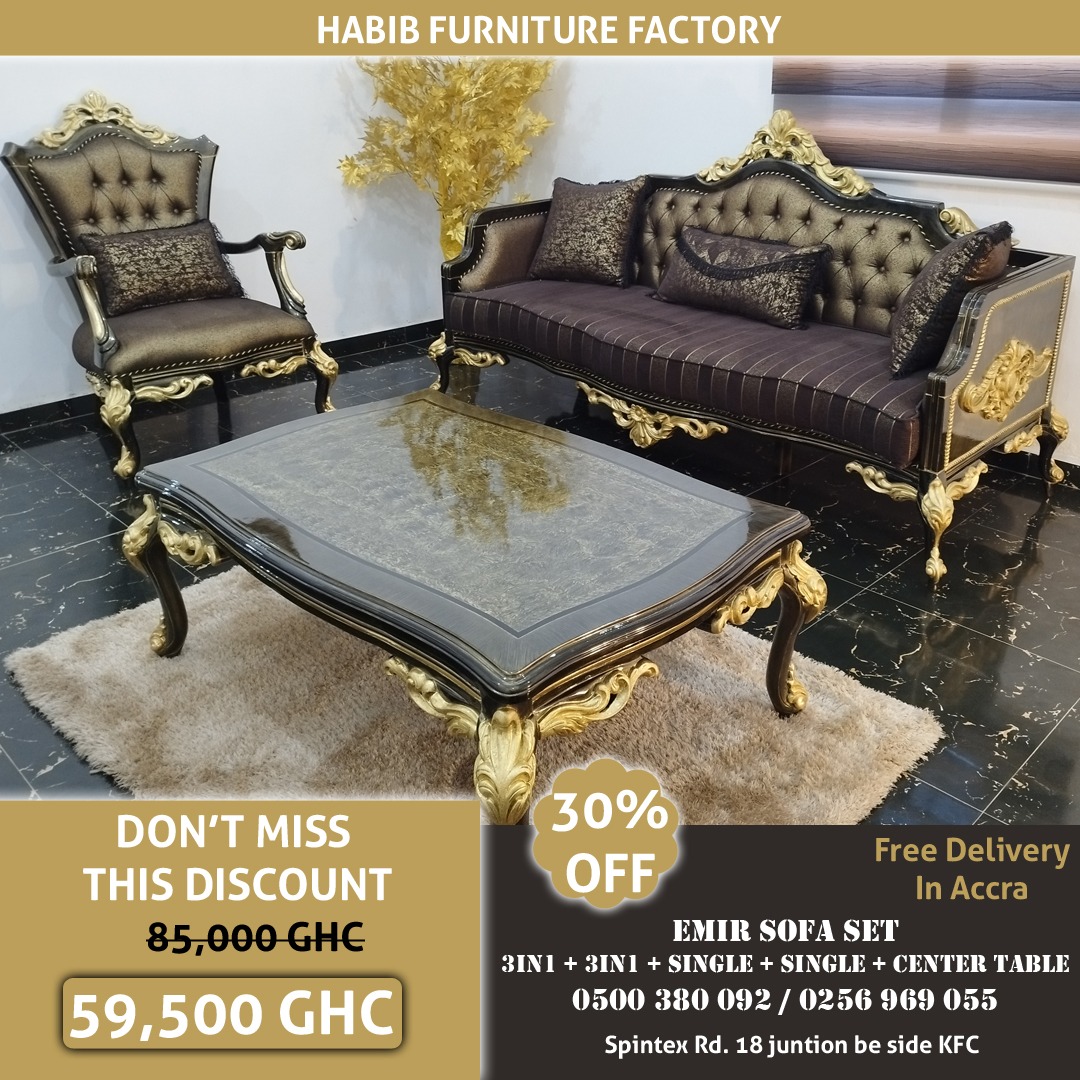 HABIB FURNITURE FACTORY
DON'T MISS
THIS DISCOUNT
85,000 GHC
59,500 GHC
30%
OFF
Free Delivery
In Accra
EMIR SOFA SET
3IN1 + 3IN1 + SINGLE + SINGLE + CENTER TABLE
0500 380 092 / 0256 969 055
Spintex Rd. 18 juntion be side KFC